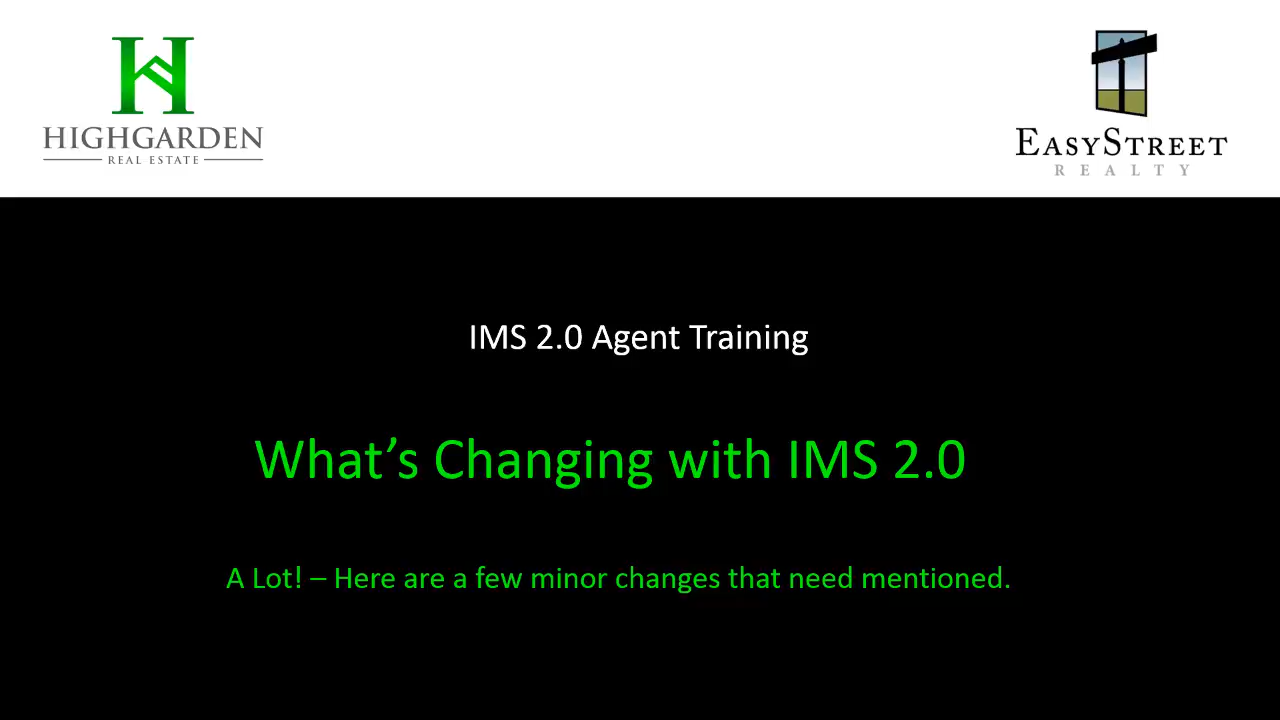 HIGHGARDEN
REAL ESTATE
EASYSTREET
REALTY
IMS 2.0 Agent Training
What's Changing with IMS 2.0
A Lot! – Here are a few minor changes that need mentioned.